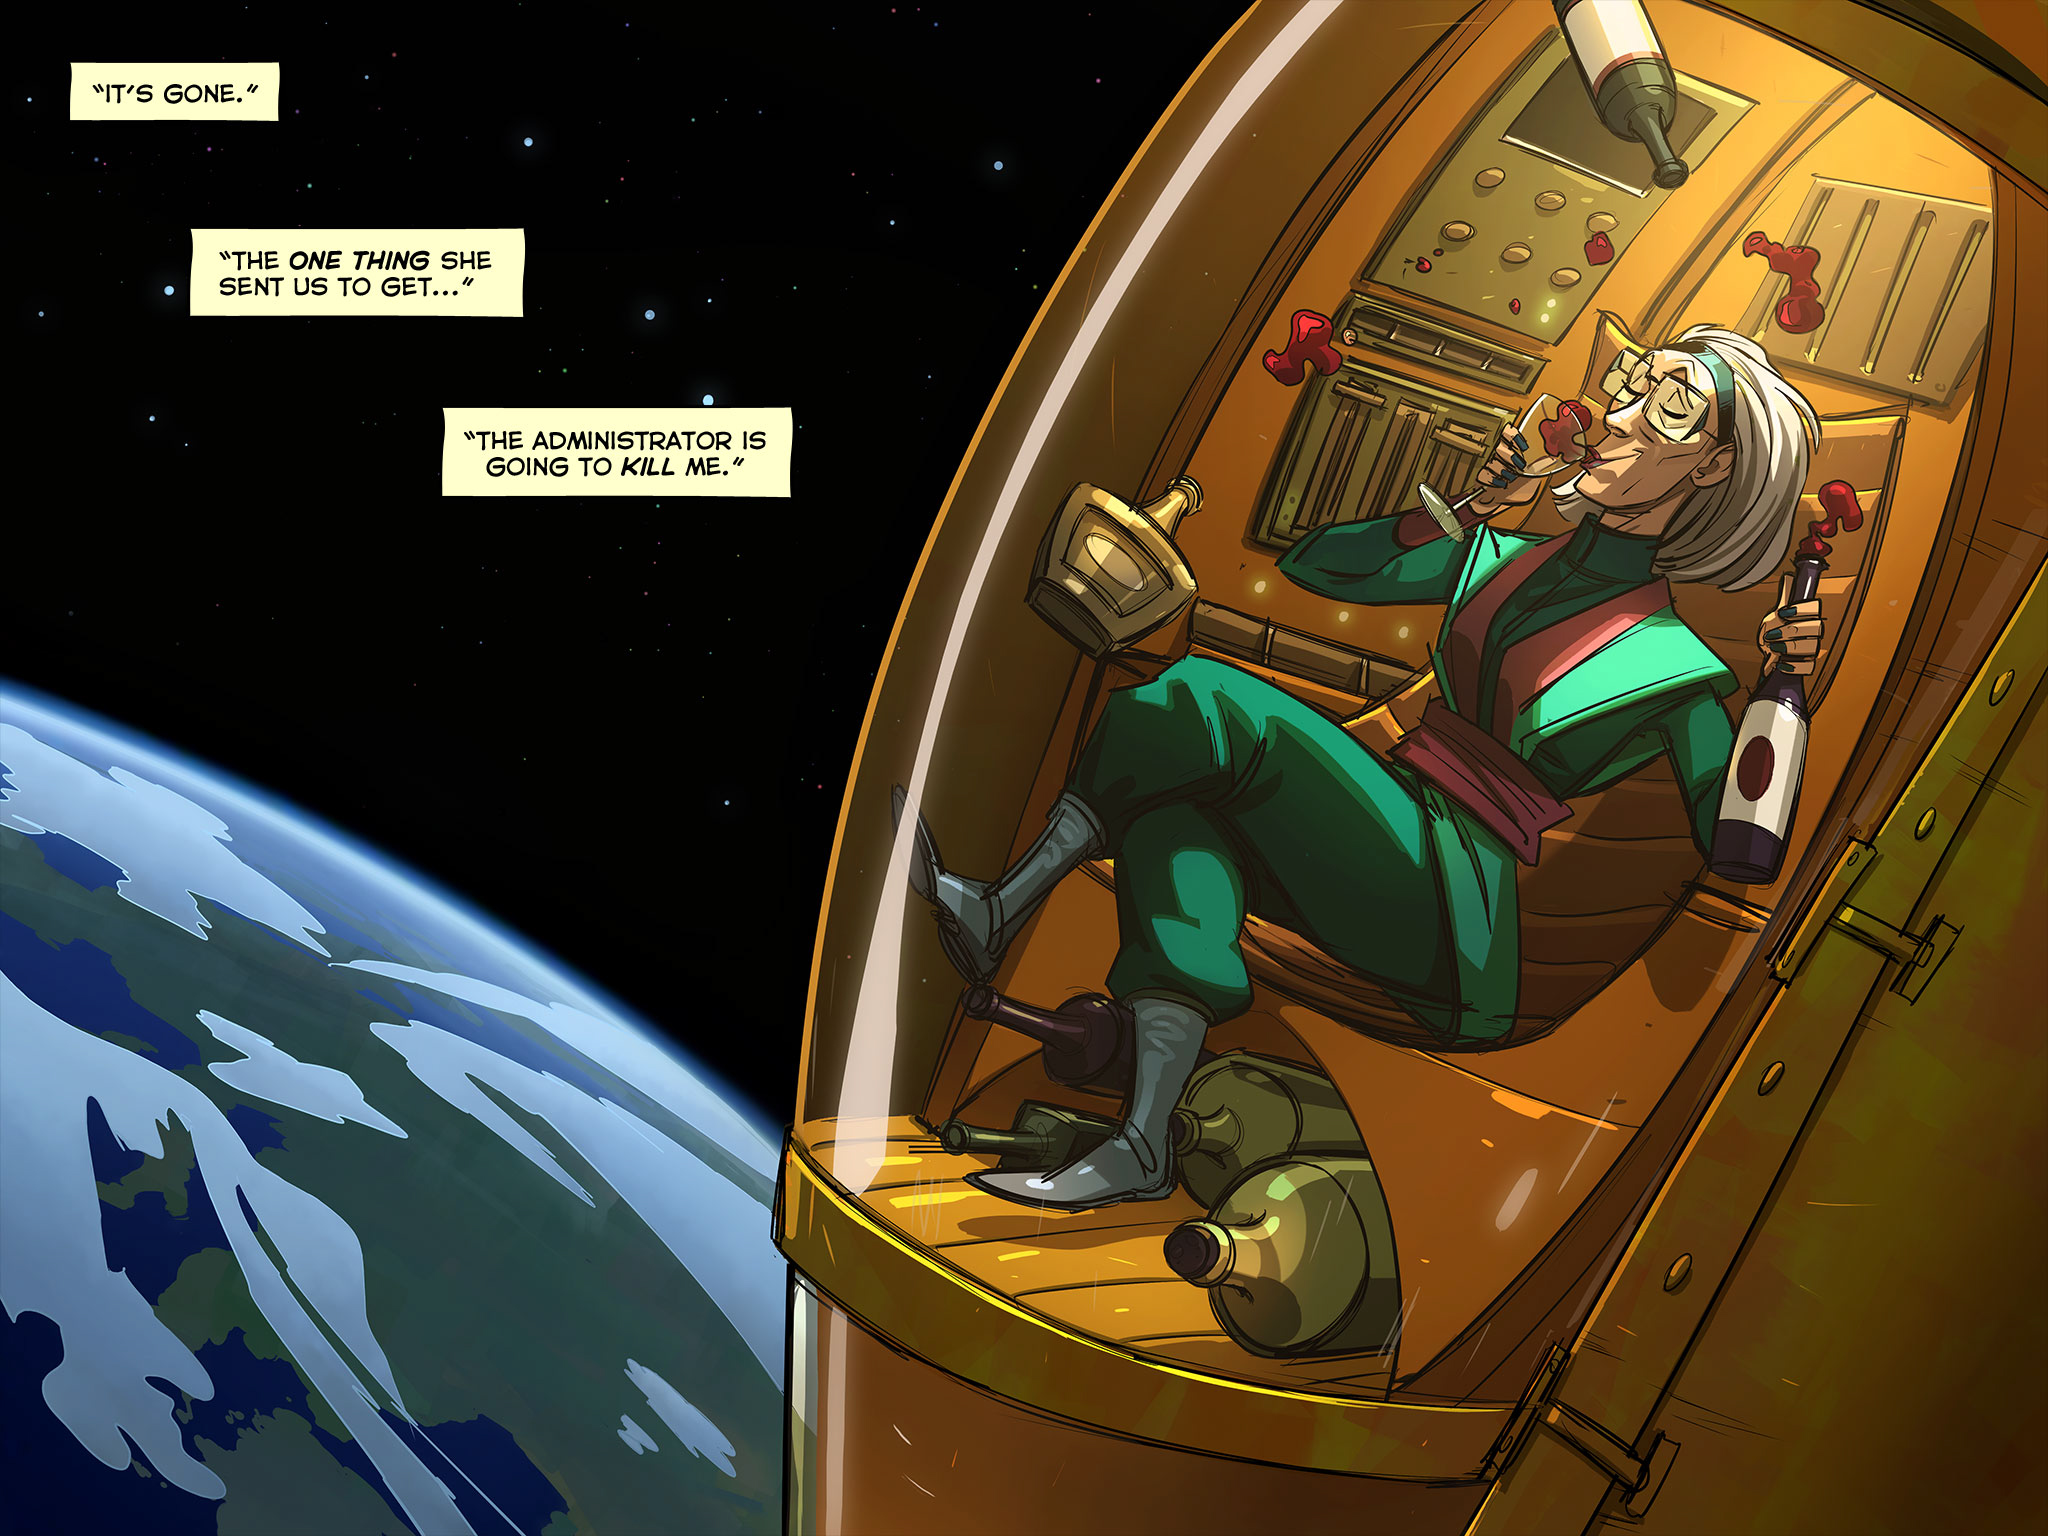 “IT'S GONE.”
“THE ONE THING SHE
SENT US TO GET...”
“THE ADMINISTRATOR IS
GOING TO KILL ME.”